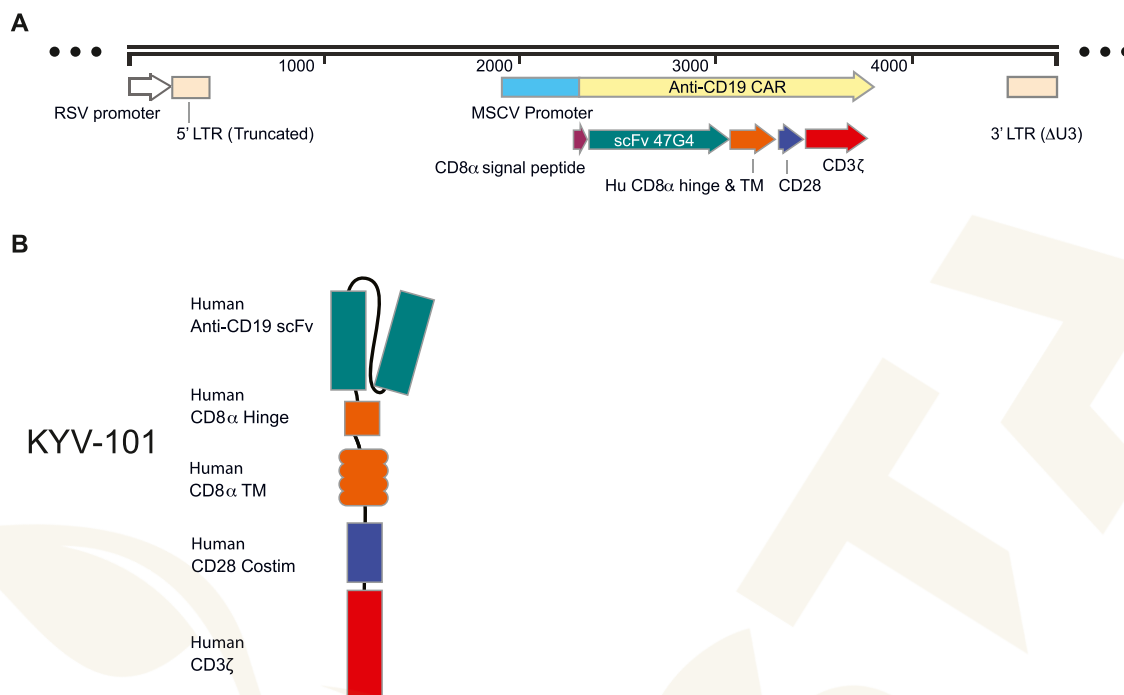 A
1000
2000
3000
4000
RSV promoter
5' LTR (Truncated)
MSCV Promoter
Anti-CD19 CAR
3' LTR (ΔU3)
CD8α signal peptide
scFv 47G4
Hu CD8α hinge & TM
CD28
CD3ζ
B
KYV-101
Human
Anti-CD19 scFv
Human
CD8α Hinge
Human
CD8α TM
Human
CD28 Costim
Human
CD3ζ